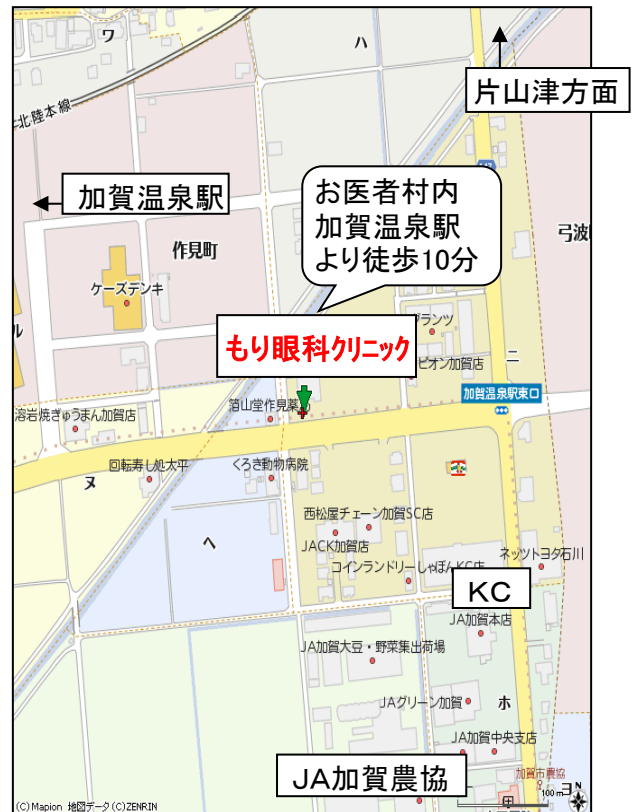 ワ
ハ
片山津方面
北陸本線
加賀温泉駅
お医者村内
加賀温泉駅
より徒歩10分
作見町
弓波
ケーズデンキ
ル
もり眼科クリニック
グランツ
ピオン加賀店
ニ
加賀温泉駅東口
溶岩焼ぎゅうまん加賀店
箔山堂作見薬
回転寿し処太平
くろき動物病院
ヌ
西松屋チェーン加賀SC店
ヘ
JACK加賀店
ネッツトヨタ石川
コインランドリーしゃぼんKC店
KC
JA加賀本店
JA加賀大豆・野菜集出荷場
JAグリーン加賀
ホ
JA加賀中央支店
JA加賀農協
加賀市農協
100m
N
(C)Mapion 地図データ(C)ZENRIN